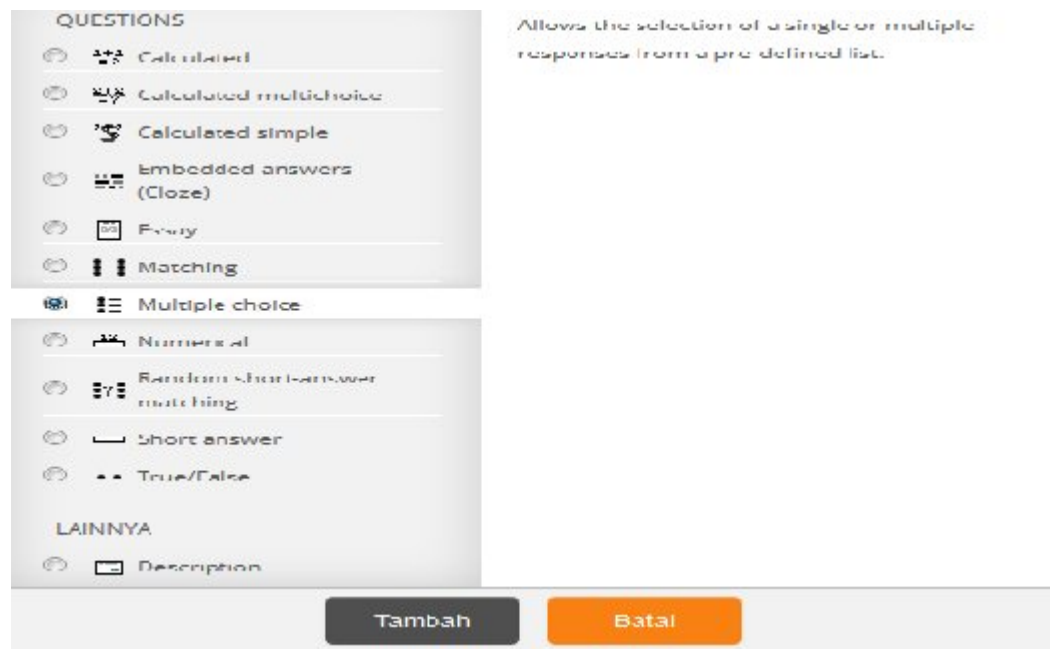 QUESTIONS
Calculated
Calculated multichoice
Calculated simple
Embedded answers
(Cloze)
Essay
Matching
Multiple choice
Numerical
Random short-answer
matching
Short answer
True/False
LAINNYA
Description
Allows the selection of a single or multiple
responses from a pre-defined list.
Tambah
Batal